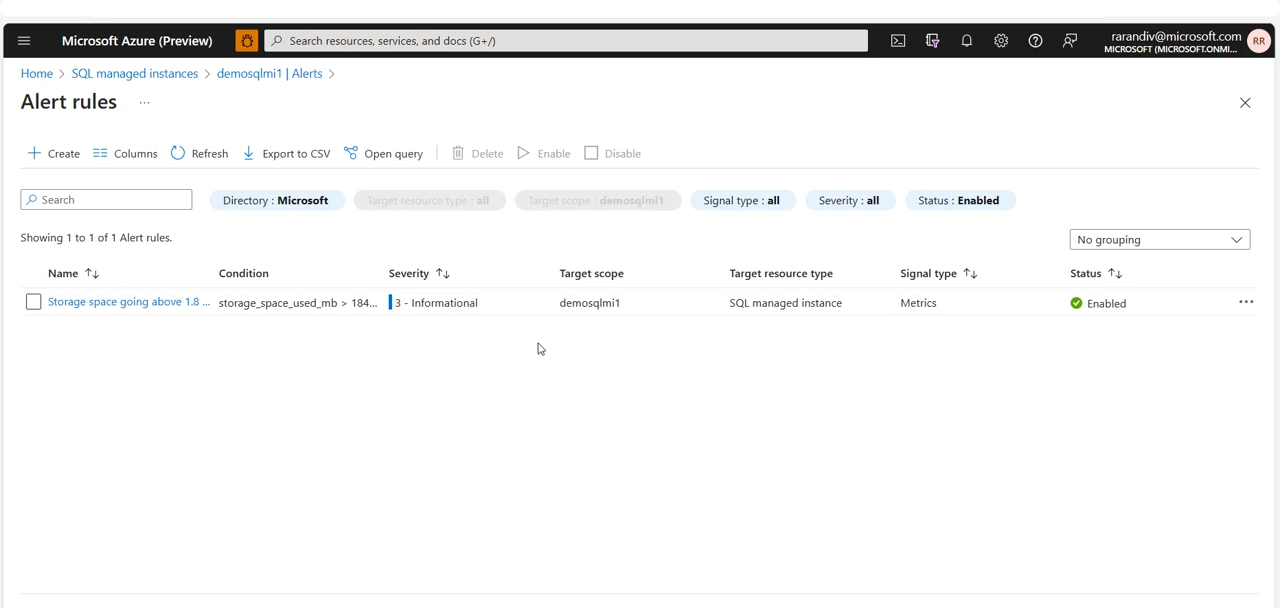 Microsoft Azure (Preview)
Search resources, services, and docs (G+/)
rarandiv@microsoft.com
MICROSOFT (MICROSOFT.ONMI...
RR
Home > SQL managed instances > demosqlmi1 | Alerts >
Alert rules ...
Create Columns Refresh Export to CSV Open query Delete Enable Disable
Search Directory : Microsoft Target resource type : all Target scope : demosqlmi1 Signal type : all Severity : all Status : Enabled
Showing 1 to 1 of 1 Alert rules.
No grouping
Name Condition Severity Target scope Target resource type Signal type Status
Storage space going above 1.8 ... storage_space_used_mb > 184... 3 - Informational demosqlmi1 SQL managed instance Metrics Enabled